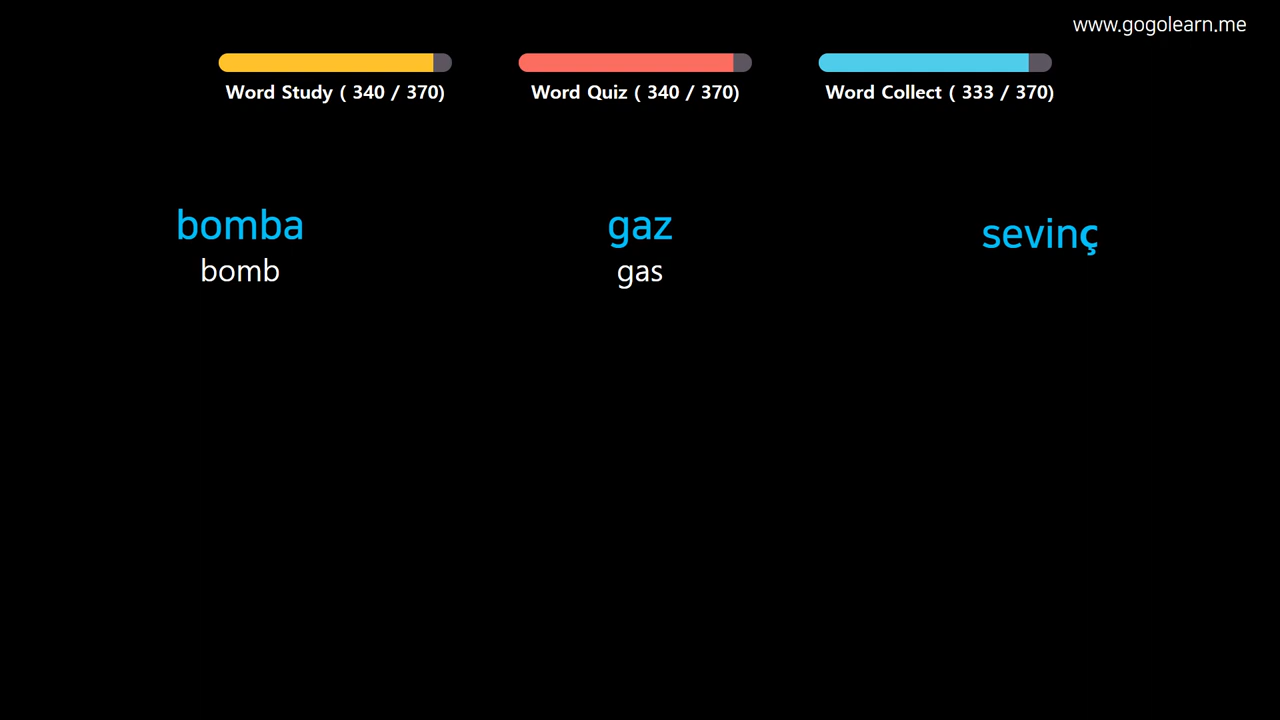 www.gogolearn.me
Word Study ( 340 / 370)
Word Quiz ( 340 / 370)
Word Collect ( 333 / 370)
bomba
bomb
gaz
gas
sevinç